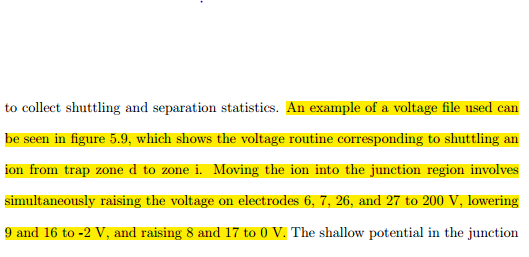 to collect shuttling and separation statistics. An example of a voltage file used can
be seen in figure 5.9, which shows the voltage routine corresponding to shuttling an
ion from trap zone d to zone i. Moving the ion into the junction region involves
simultaneously raising the voltage on electrodes 6, 7, 26, and 27 to 200 V, lowering
9 and 16 to -2 V, and raising 8 and 17 to 0 V. The shallow potential in the junction